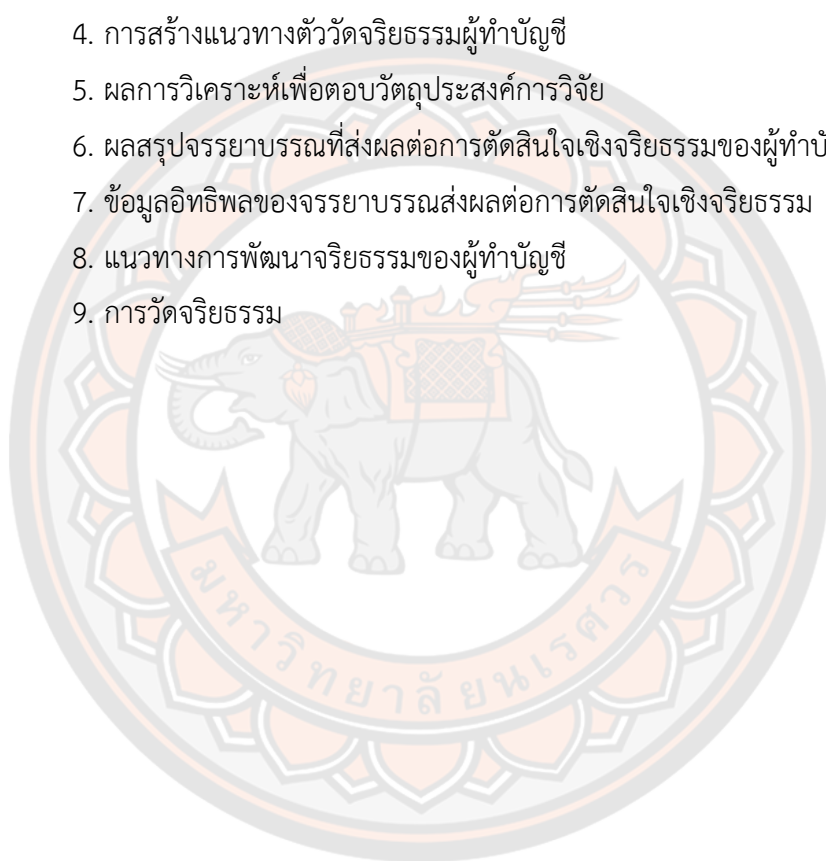 4. การสร้างแนวทางตัววัดจริยธรรมผู้ทำบัญชี
5. ผลการวิเคราะห์เพื่อตอบวัตถุประสงค์การวิจัย
6. ผลสรุปจรรยาบรรณที่ส่งผลต่อการตัดสินใจเชิงจริยธรรมของผู้ทำบั
7. ข้อมูลอิทธิพลของจรรยาบรรณส่งผลต่อการตัดสินใจเชิงจริยธรรม
8. แนวทางการพัฒนาจริยธรรมของผู้ทำบัญชี
9. การวัดจริยธรรม
มหาวิทยาลัยนเรศวร